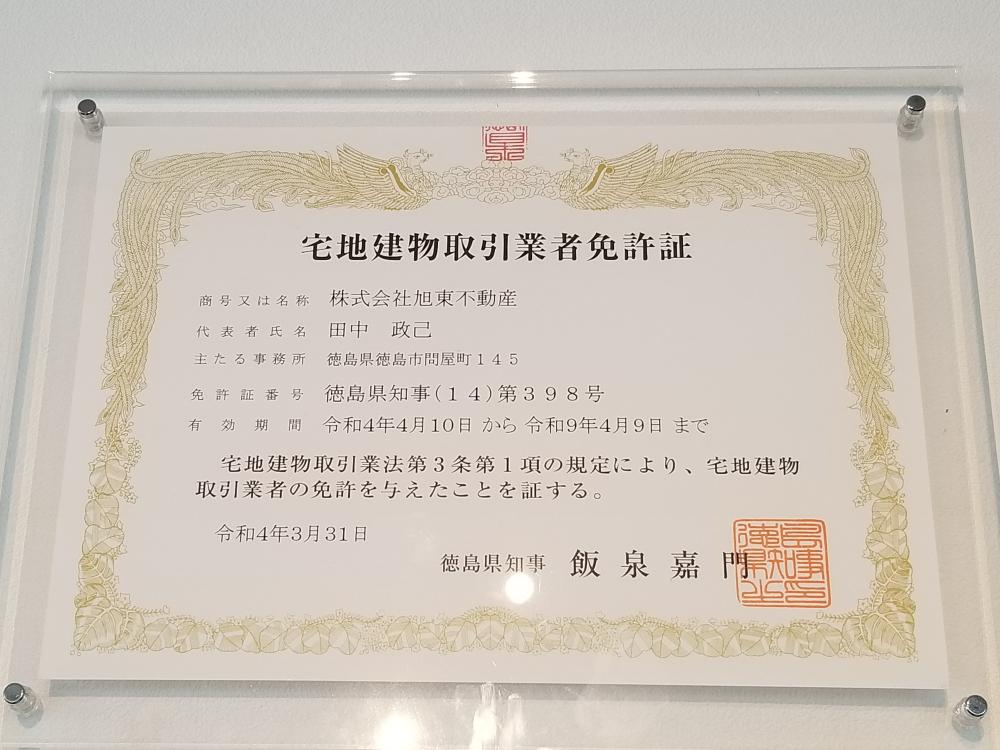 宅地建物取引業者免許証
商号又は名称 株式会社旭東不動産
代表者氏名 田中 政己
主たる事務所 徳島県徳島市問屋町145
免許証番号 徳島県知事(14)第398号
有効期間 令和4年4月10日 から 令和9年4月9日 まで
宅地建物取引業法第3条第1項の規定により、宅地建物
取引業者の免許を与えたことを証する。
令和4年3月31日
徳島県知事 飯泉嘉門
徳島県知事之印